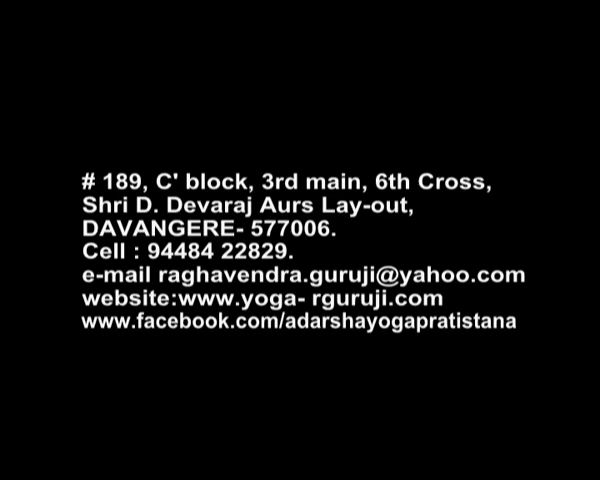 # 189, C' block, 3rd main, 6th Cross,
Shri D. Devaraj Aurs Lay-out,
DAVANGERE- 577006.
Cell : 94484 22829.
e-mail raghavendra.guruji@yahoo.com
website:www.yoga- rguruji.com
www.facebook.com/adarshayogapratistana